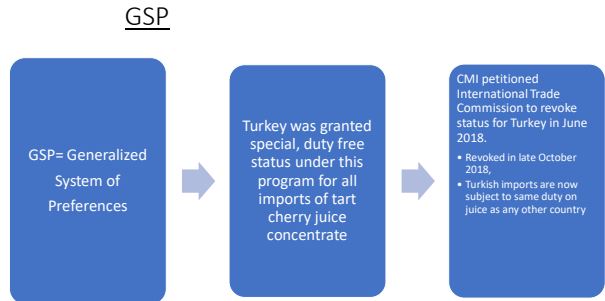 GSP
GSP= Generalized
System of
Preferences
Turkey was granted
special, duty free
status under this
program for all
imports of tart
cherry juice
concentrate
CMI petitioned
International Trade
Commission to revoke
status for Turkey in June
2018.
• Revoked in late October
2018,
• Turkish imports are now
subject to same duty on
juice as any other country